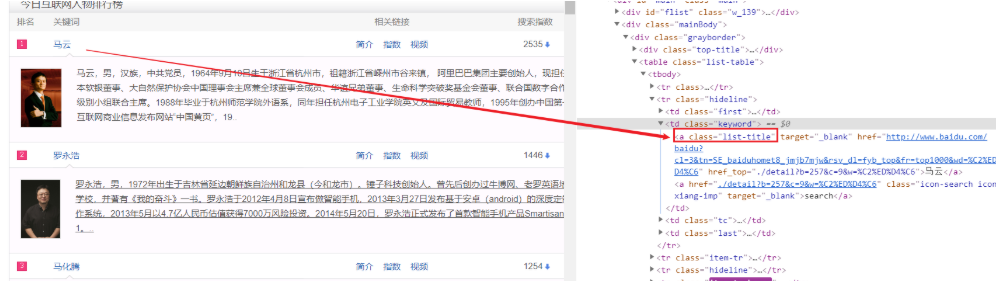 今日互联网人物排行榜
排名 关键词 相关链接 搜索指数
1 马云 简介 指数 视频 2535
马云，男，汉族，中共党员，1964年9月10日生于浙江省杭州市，祖籍浙江省嵊州市谷来镇， 阿里巴巴集团主要创始人，现担任
本软银董事、大自然保护协会中国理事会主席兼全球董事会成员、华谊兄弟董事、生命科学突破奖基金会董事、联合国数字合作
级别小组联合主席。1988年毕业于杭州师范学院外语系，同年担任杭州电子工业学院英文及国际贸易教师，1995年创办中国第一
互联网商业信息发布网站“中国黄页”，19
2 罗永浩 简介 指数 视频 1446
罗永浩，男，1972年出生于吉林省延边朝鲜族自治州和龙县（今和龙市）。锤子科技创始人。曾先后创办过牛博网、老罗英语培
学校，并著有《我的奋斗》一书。罗永浩于2012年4月8日宣布做智能手机，2013年3月27日发布基于安卓（android）的深度定
作系统，2013年5月以4.7亿人民币估值获得7000万风险投资。2014年5月20日，罗永浩正式发布了首款智能手机产品Smartisan
1。...
3 马化腾 简介 指数 视频 1254
<div id="flist" class="w_139">…</div>
<div class="mainBody">
<div class="grayborder">
<div class="top-title">…</div>
<table class="list-table">
<tbody>
<tr class>…</tr>
<tr class="hideline">
<td class="first">…</td>
<td class="keyword"> == $0
<a class="list-title" target="_blank" href="http://www.baidu.com/
baidu?
cl=3&tn=SE_baiduhomet8_jmjb7mjw&rsv_dl=fyb_top&fr=top1000&wd=%C2%ED
%D4%C6" href_top="./detail?b=257&c=9&w=%C2%ED%D4%C6">马云</a>
<a href="./detail?b=257&c=9&w=%C2%ED%D4%C6" class="icon-search icon
xiang-imp" target="_blank">search</a>
</td>
<td class="tc">…</td>
<td class="last">…</td>
</tr>
<tr class="item-tr">…</tr>
<tr class="hideline">…</tr>